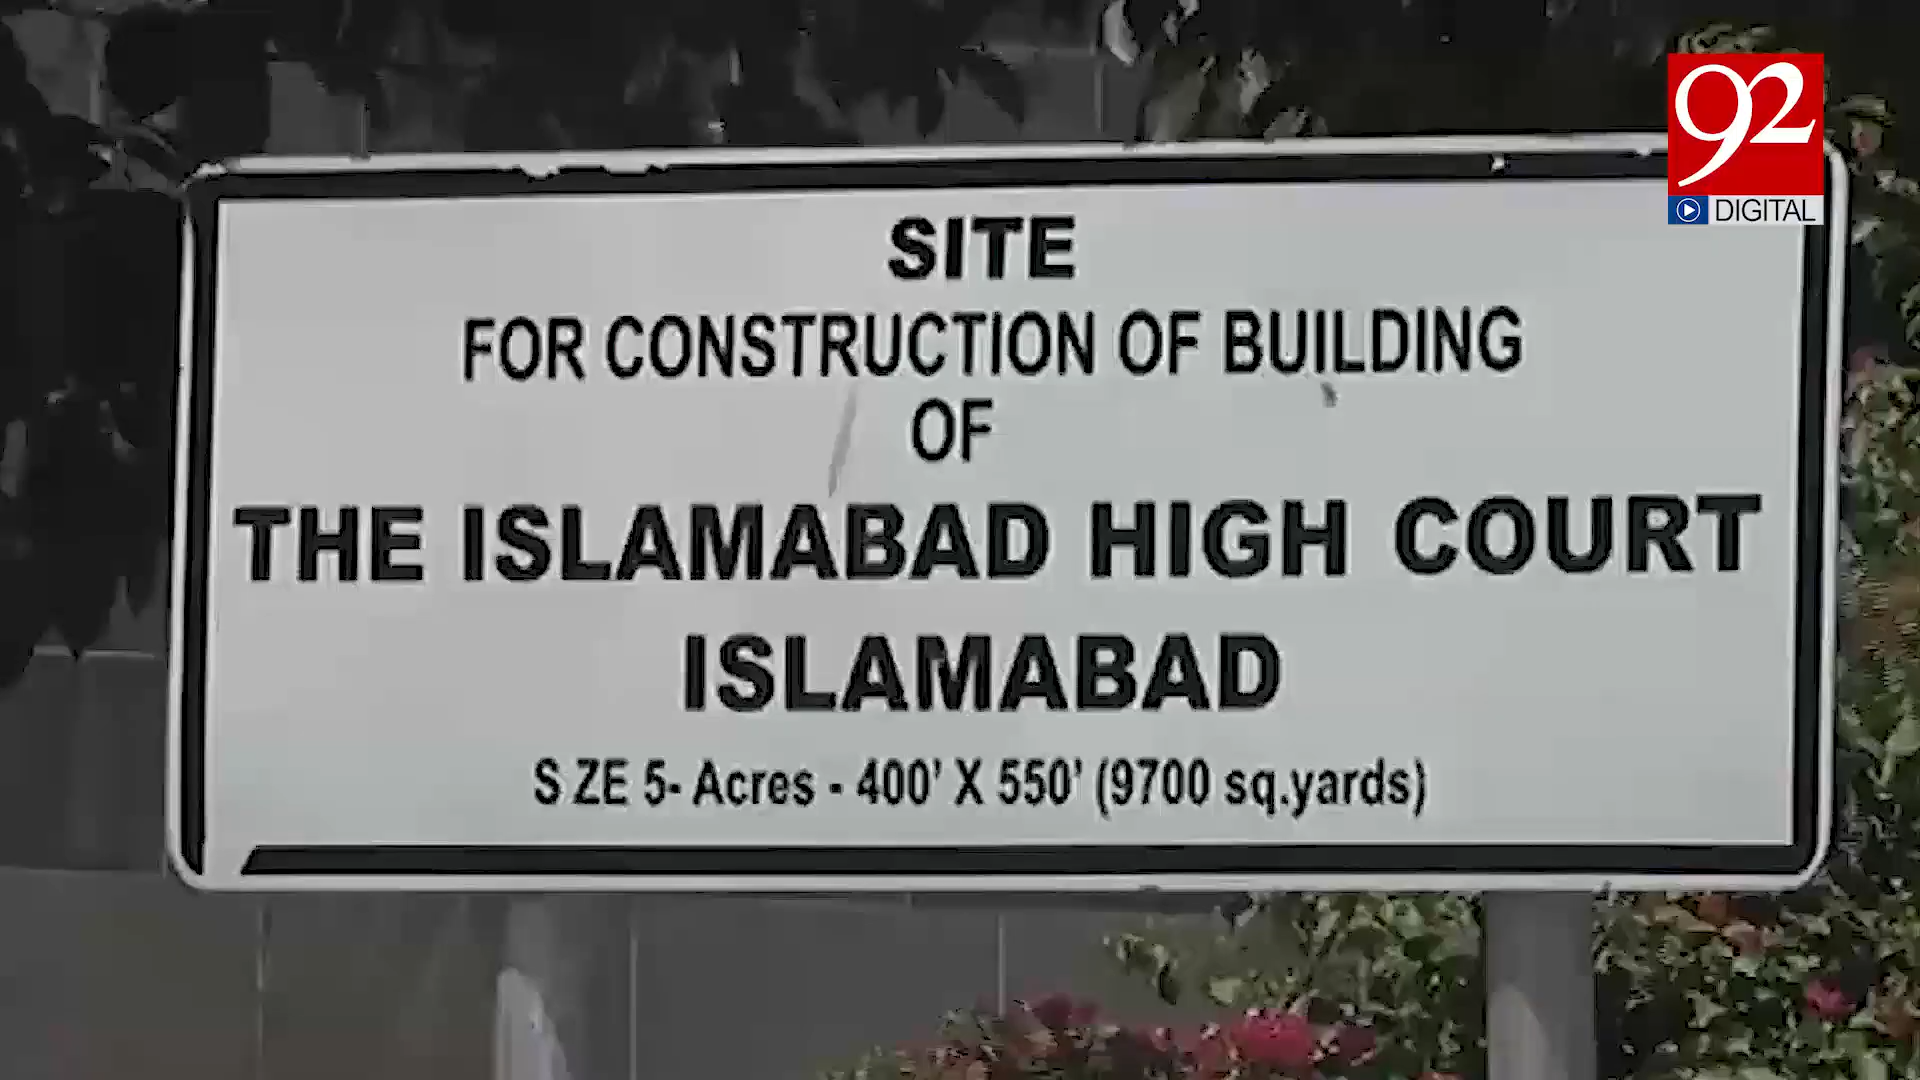 92
DIGITAL
SITE
FOR CONSTRUCTION OF BUILDING
OF
THE ISLAMABAD HIGH COURT
ISLAMABAD
S ZE 5- Acres - 400' X 550' (9700 sq.yards)